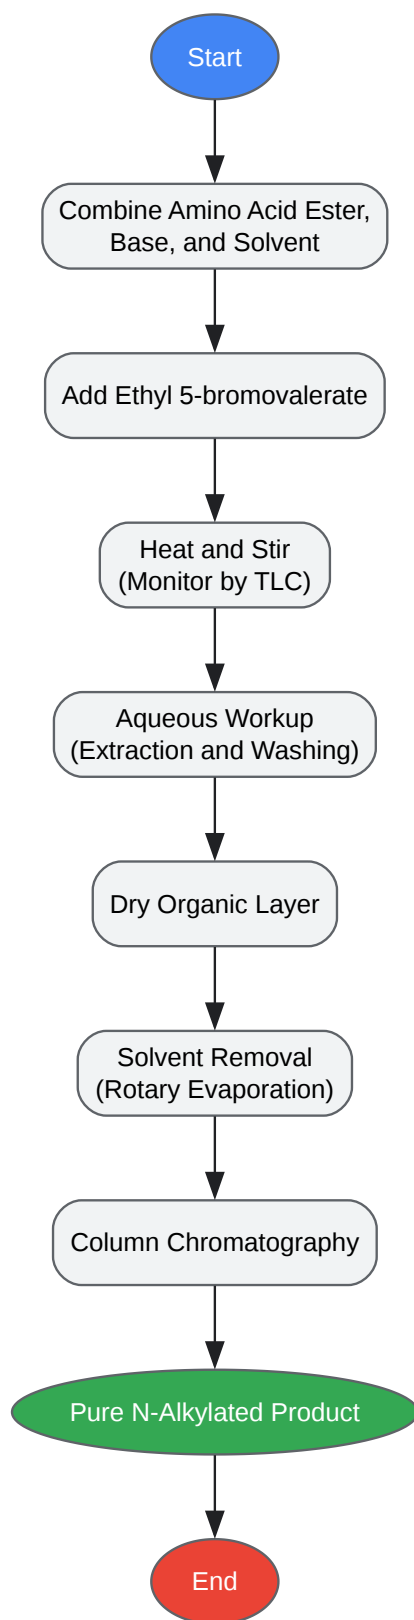 Start
Combine Amino Acid Ester,
Base, and Solvent
Add Ethyl 5-bromovalerate
Heat and Stir
(Monitor by TLC)
Aqueous Workup
(Extraction and Washing)
Dry Organic Layer
Solvent Removal
(Rotary Evaporation)
Column Chromatography
Pure N-Alkylated Product
End